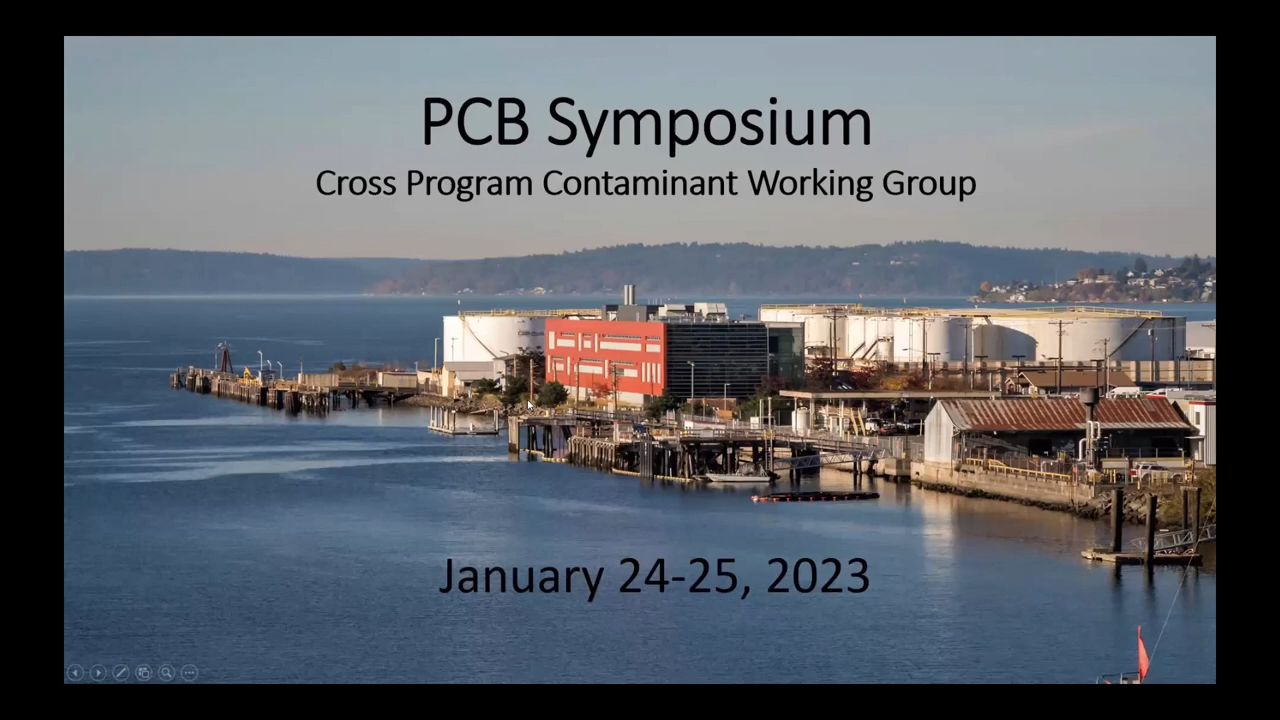 PCB Symposium
Cross Program Contaminant Working Group
January 24-25, 2023